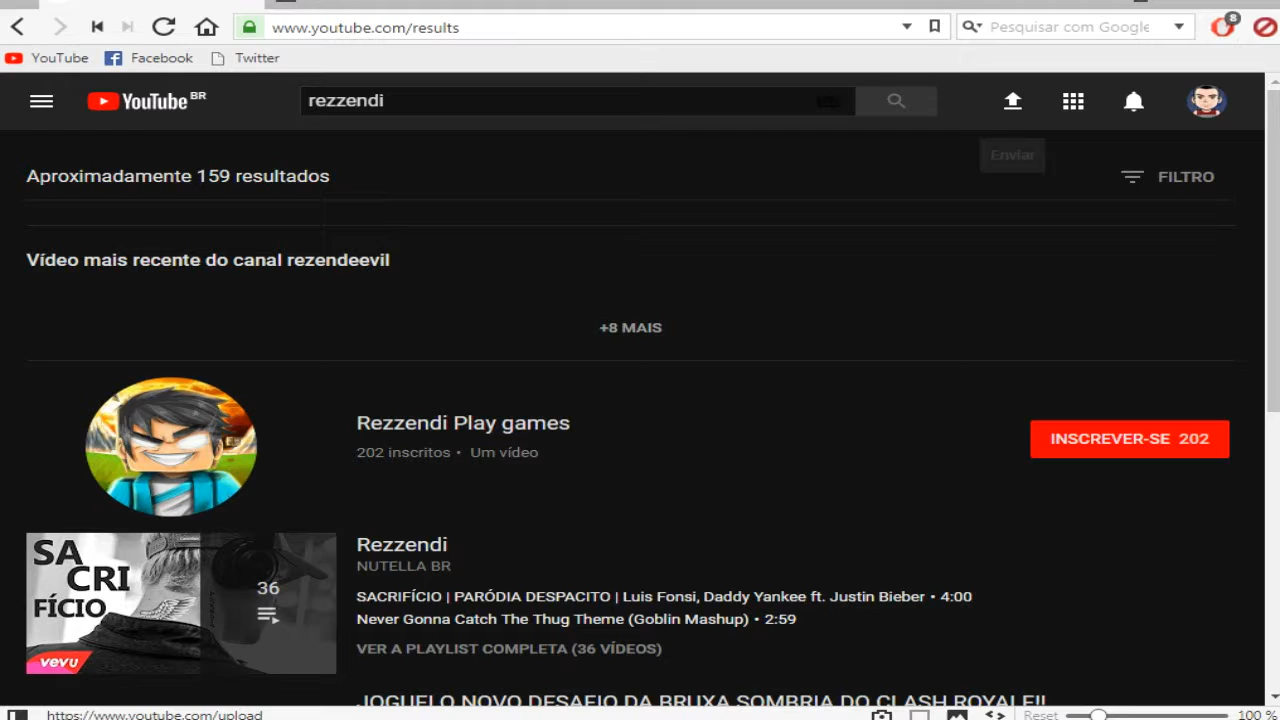 www.youtube.com/results
Pesquisar com Google
8
YouTube
Facebook
Twitter
YouTube BR
rezzendi
Enviar
Aproximadamente 159 resultados
FILTRO
Vídeo mais recente do canal rezendeevil
+8 MAIS
Rezzendi Play games
202 inscritos • Um vídeo
INSCREVER-SE 202
SA
CRI
FÍCIO
vevu
36
Rezzendi
NUTELLA BR
SACRIFÍCIO | PARÓDIA DESPACITO | Luis Fonsi, Daddy Yankee ft. Justin Bieber • 4:00
Never Gonna Catch The Thug Theme (Goblin Mashup) • 2:59
VER A PLAYLIST COMPLETA (36 VÍDEOS)
JOGUEI O NOVO DESAFIO DA BRUXA SOMBRIA DO CLASH ROYALE!!
https://www.youtube.com/upload
Reset
100 %